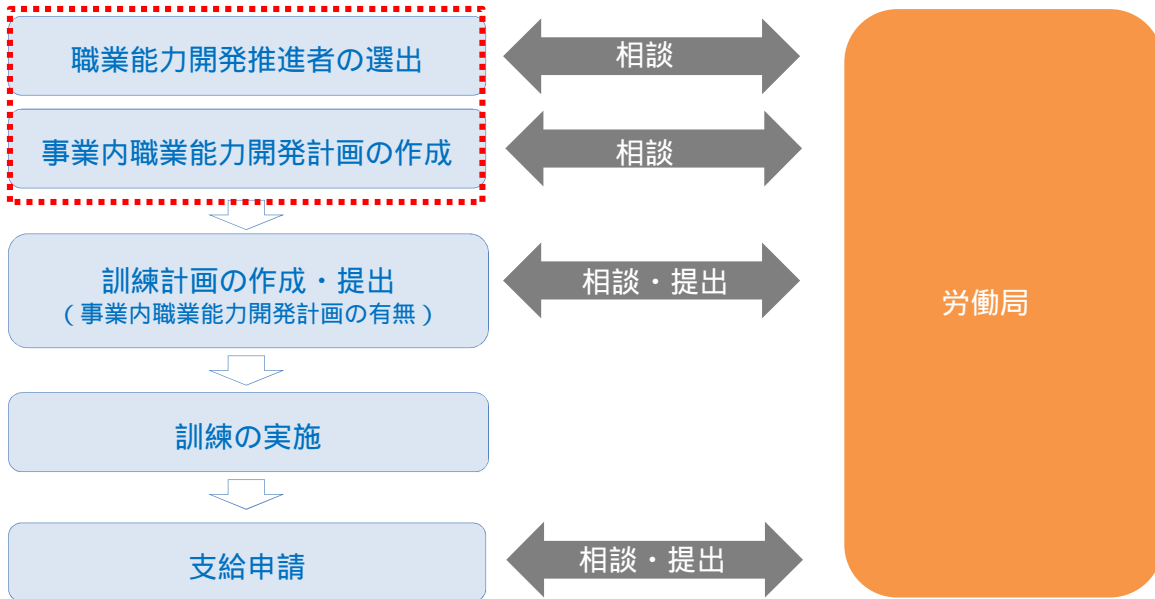 職業能力開発推進者の選出
相談
事業内職業能力開発計画の作成
相談
訓練計画の作成・提出
（事業内職業能力開発計画の有無）
相談・提出
労働局
訓練の実施
支給申請
相談・提出